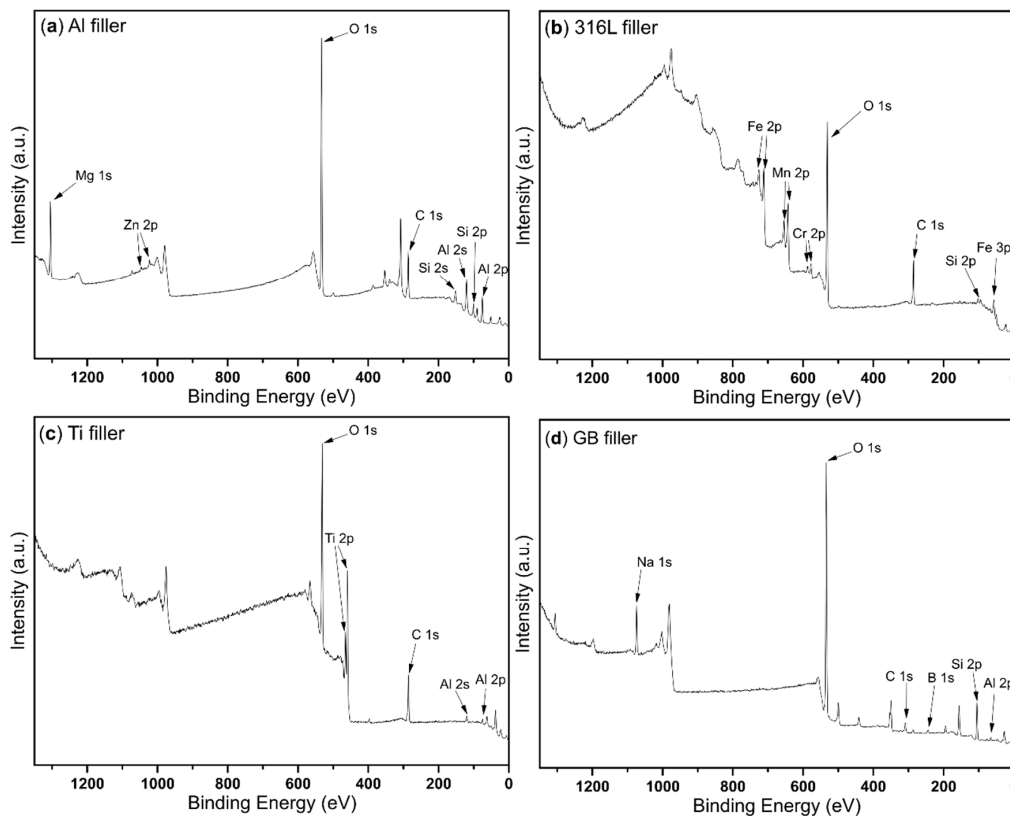 (a) Al filler
O 1s
Mg 1s
Zn 2p
C 1s
Si 2p
Al 2s
Si 2s
Al 2p
Intensity (a.u.)
1200 1000 800 600 400 200 0
Binding Energy (eV)
(b) 316L filler
O 1s
Fe 2p
Mn 2p
Cr 2p
C 1s
Si 2p
Fe 3p
Intensity (a.u.)
1200 1000 800 600 400 200 0
Binding Energy (eV)
(c) Ti filler
O 1s
Ti 2p
C 1s
Al 2s
Al 2p
Intensity (a.u.)
1200 1000 800 600 400 200 0
Binding Energy (eV)
(d) GB filler
O 1s
Na 1s
C 1s
B 1s
Si 2p
Al 2p
Intensity (a.u.)
1200 1000 800 600 400 200
Binding Energy (eV)